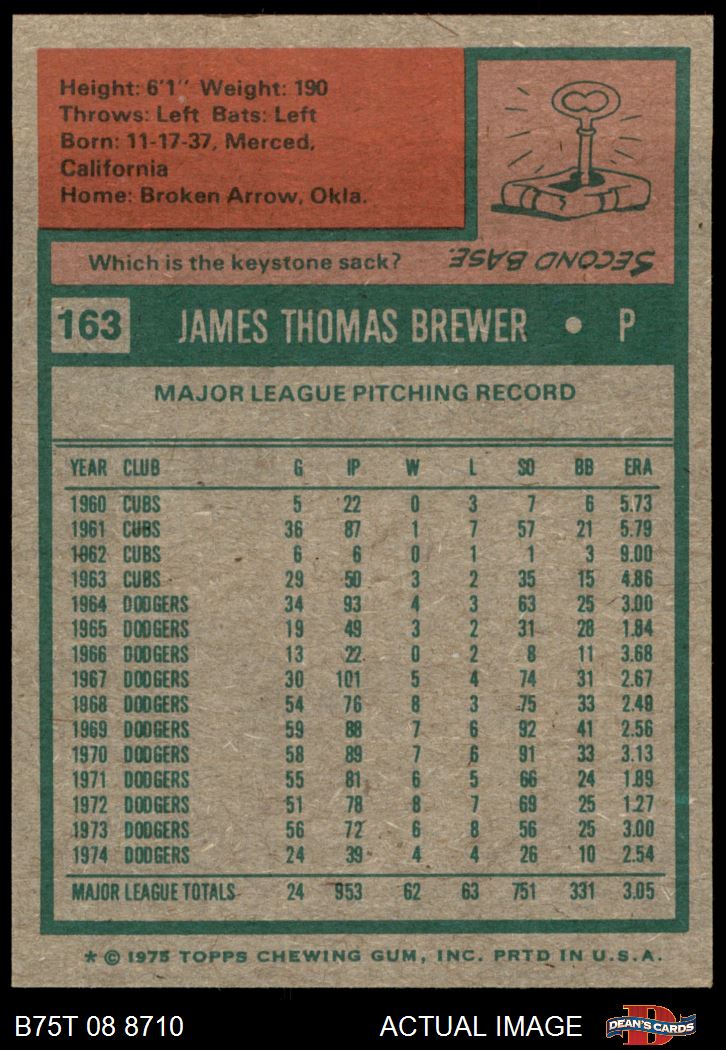 Height: 6'1" Weight: 190
Throws: Left Bats: Left
Born: 11-17-37, Merced,
California
Home: Broken Arrow, Okla.
Which is the keystone sack?
SECOND BASE.
163 JAMES THOMAS BREWER • P
MAJOR LEAGUE PITCHING RECORD
YEAR CLUB G IP W L SO BB ERA
1960 CUBS 5 22 0 3 7 6 5.73
1961 CUBS 36 87 1 7 57 21 5.79
1962 CUBS 6 6 0 1 1 3 9.00
1963 CUBS 29 50 3 2 35 15 4.86
1964 DODGERS 34 93 4 3 63 25 3.00
1965 DODGERS 19 49 3 2 31 28 1.84
1966 DODGERS 13 22 0 2 8 11 3.68
1967 DODGERS 30 101 5 4 74 31 2.67
1968 DODGERS 54 76 8 3 75 33 2.49
1969 DODGERS 59 88 7 6 92 41 2.56
1970 DODGERS 58 89 7 6 91 33 3.13
1971 DODGERS 55 81 6 5 66 24 1.89
1972 DODGERS 51 78 8 7 69 25 1.27
1973 DODGERS 56 72 6 8 56 25 3.00
1974 DODGERS 24 39 4 4 26 10 2.54
MAJOR LEAGUE TOTALS 24 953 62 63 751 331 3.05
* © 1975 TOPPS CHEWING GUM, INC. PRTD IN U.S.A.
B75T 08 8710 ACTUAL IMAGE DEAN'S CARDS